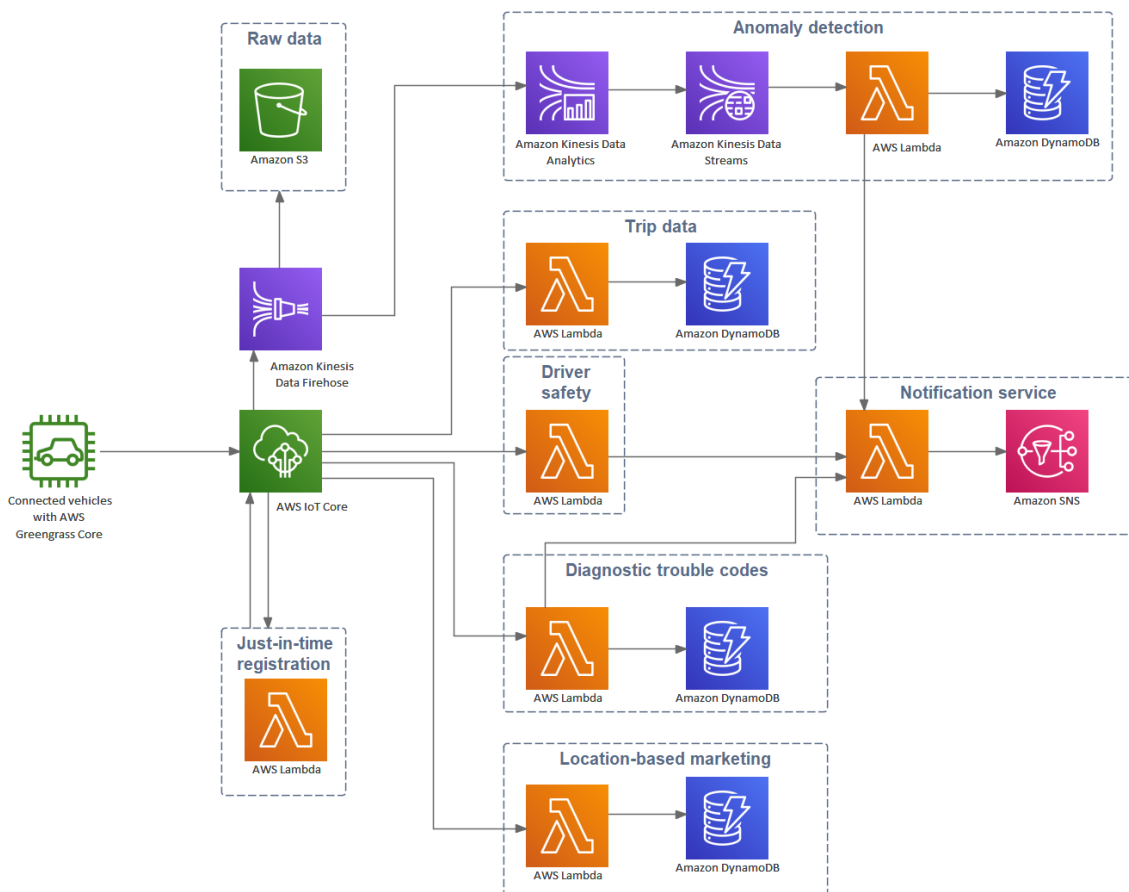 Raw data
Amazon S3
Anomaly detection
Amazon Kinesis Data
Analytics
Amazon Kinesis Data
Streams
AWS Lambda
Amazon DynamoDB
Trip data
AWS Lambda
Amazon DynamoDB
Amazon Kinesis
Data Firehose
Driver
safety
AWS Lambda
Notification service
AWS Lambda
Amazon SNS
Connected vehicles
with AWS
Greengrass Core
AWS IoT Core
Diagnostic trouble codes
AWS Lambda
Amazon DynamoDB
Just-in-time
registration
AWS Lambda
Location-based marketing
AWS Lambda
Amazon DynamoDB